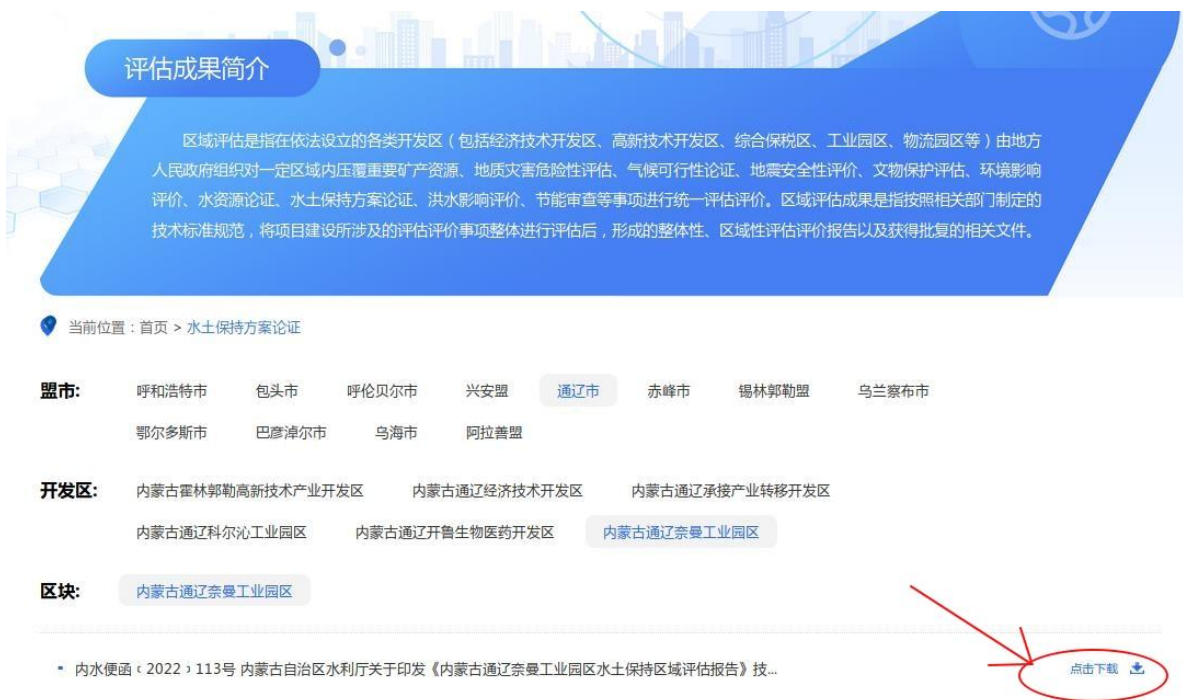 评估成果简介
区域评估是指在依法设立的各类开发区（包括经济技术开发区、高新技术开发区、综合保税区、工业园区、物流园区等）由地方
人民政府组织对一定区域内压覆重要矿产资源、地质灾害危险性评估、气候可行性论证、地震安全性评价、文物保护评估、环境影响
评价、水资源论证、水土保持方案论证、洪水影响评价、节能审查等事项进行统一评估评价。区域评估成果是指按照相关部门制定的
技术标准规范，将项目建设所涉及的评估评价事项整体进行评估后，形成的整体性、区域性评估评价报告以及获得批复的相关文件。
当前位置：首页 > 水土保持方案论证
盟市: 呼和浩特市 包头市 呼伦贝尔市 兴安盟 通辽市 赤峰市 锡林郭勒盟 乌兰察布市
鄂尔多斯市 巴彦淖尔市 乌海市 阿拉善盟
开发区: 内蒙古霍林郭勒高新技术产业开发区 内蒙古通辽经济技术开发区 内蒙古通辽承接产业转移开发区
内蒙古通辽科尔沁工业园区 内蒙古通辽开鲁生物医药开发区 内蒙古通辽奈曼工业园区
区块: 内蒙古通辽奈曼工业园区
内水便函﹝2022﹞113号 内蒙古自治区水利厅关于印发《内蒙古通辽奈曼工业园区水土保持区域评估报告》技... 点击下载